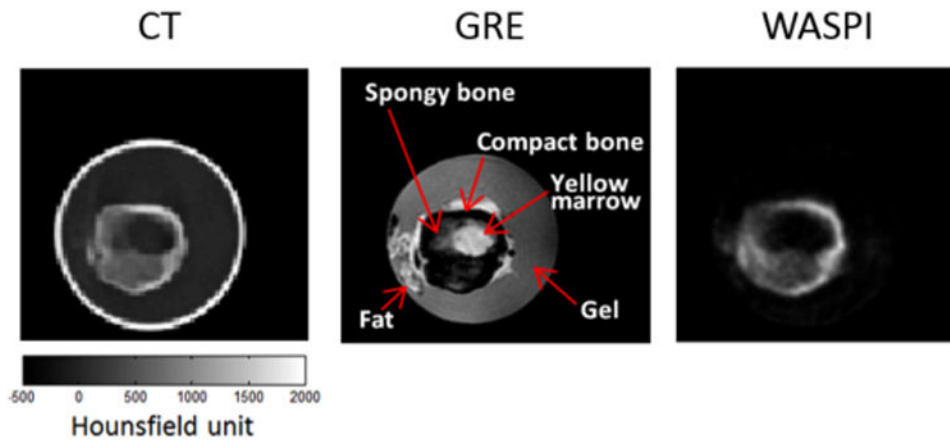 CT
GRE
WASPI
Spongy bone
Compact bone
Yellow
marrow
Fat
Gel
-500 0 500 1000 1500 2000
Hounsfield unit